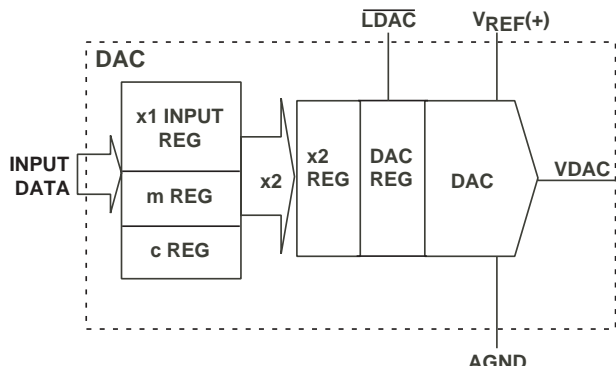 LDAC
VREF(+)
DAC
x1 INPUT
REG
INPUT
DATA
m REG
c REG
x2
x2
REG
DAC
REG
DAC
VDAC
AGND